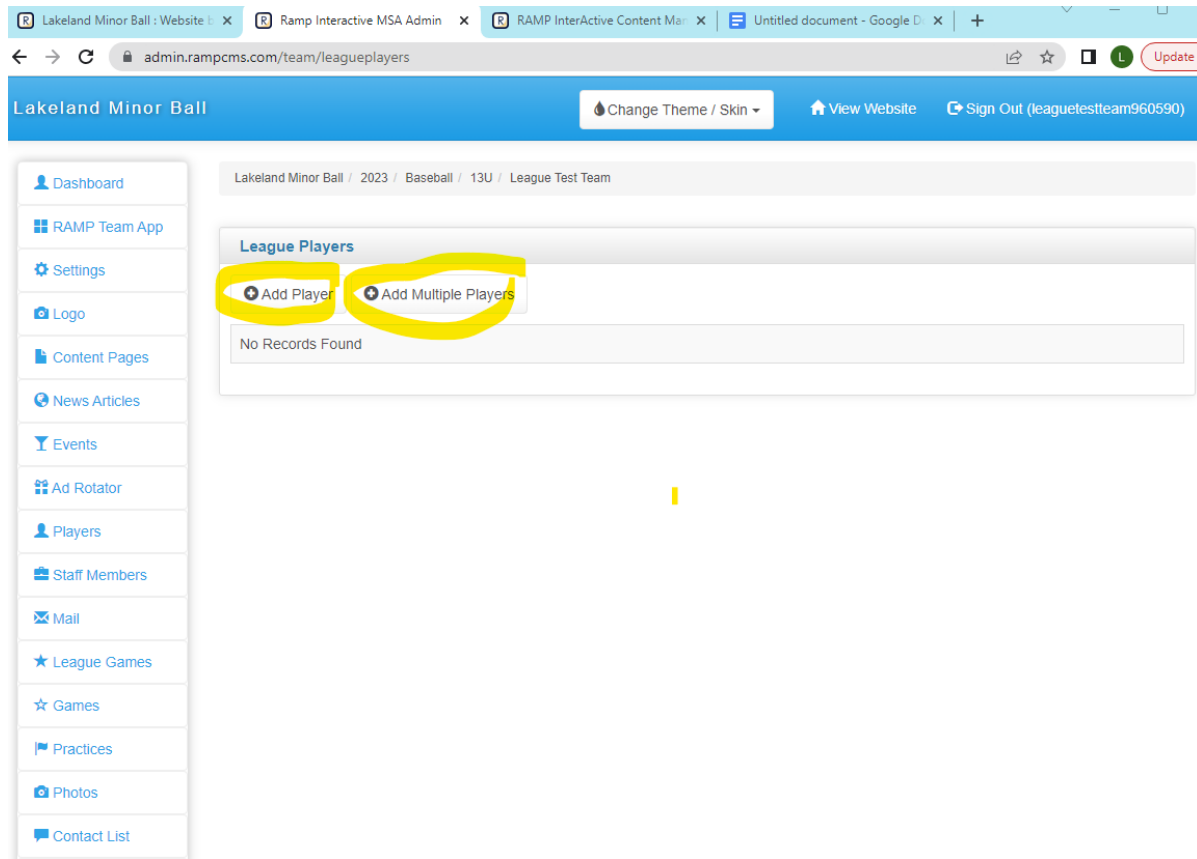 Lakeland Minor Ball : Website b
Ramp Interactive MSA Admin
RAMP InterActive Content Man
Untitled document - Google D
admin.rampcms.com/team/leagueplayers
L
Update
Lakeland Minor Ball
Change Theme / Skin
View Website
Sign Out (leaguetestteam960590)
Dashboard
RAMP Team App
Settings
Logo
Content Pages
News Articles
Events
Ad Rotator
Players
Staff Members
Mail
League Games
Games
Practices
Photos
Contact List
Lakeland Minor Ball / 2023 / Baseball / 13U / League Test Team
League Players
Add Player
Add Multiple Players
No Records Found